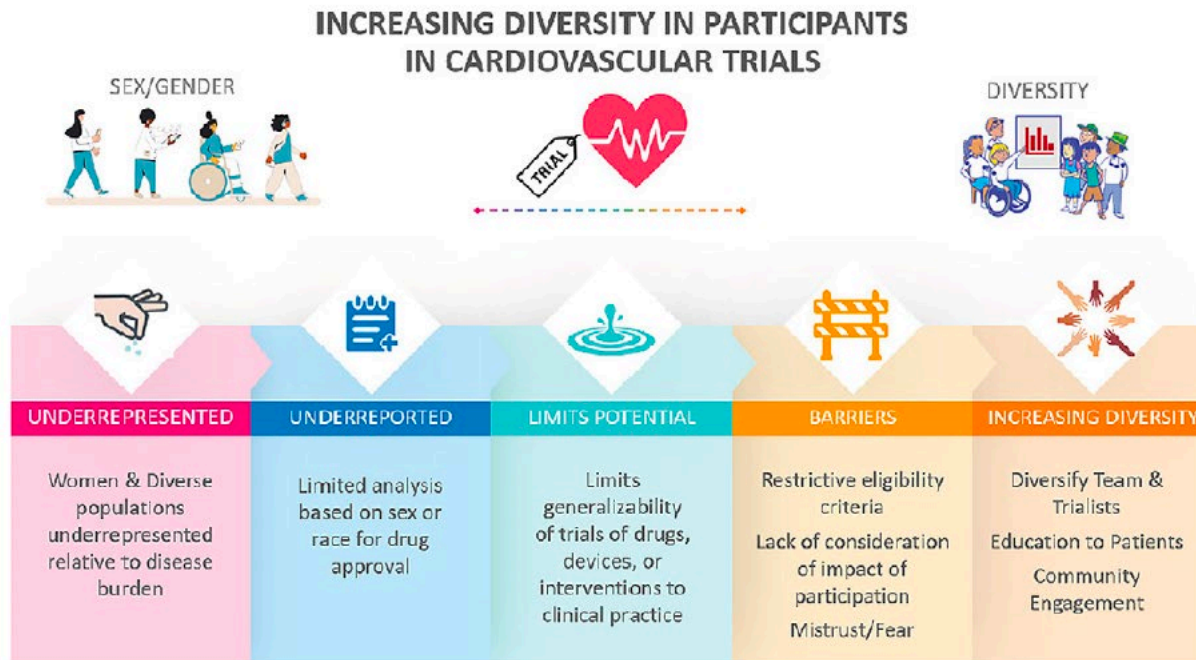 INCREASING DIVERSITY IN PARTICIPANTS
IN CARDIOVASCULAR TRIALS
SEX/GENDER
TRIAL
DIVERSITY
UNDERREPRESENTED
Women & Diverse
populations
underrepresented
relative to disease
burden
UNDERREPORTED
Limited analysis
based on sex or
race for drug
approval
LIMITS POTENTIAL
Limits
generalizability
of trials of drugs,
devices, or
interventions to
clinical practice
BARRIERS
Restrictive eligibility
criteria
Lack of consideration
of impact of
participation
Mistrust/Fear
INCREASING DIVERSITY
Diversify Team &
Trialists
Education to Patients
Community
Engagement